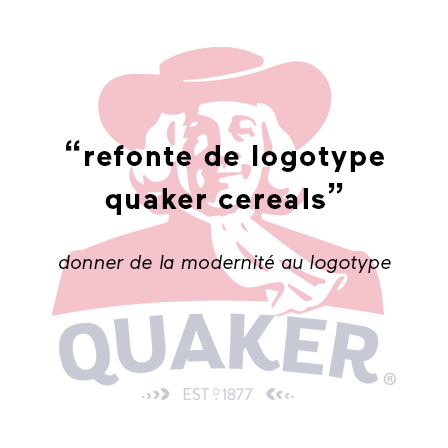 “refonte de logotype
quaker cereals”
donner de la modernité au logotype
QUAKER®
EST D. 1877